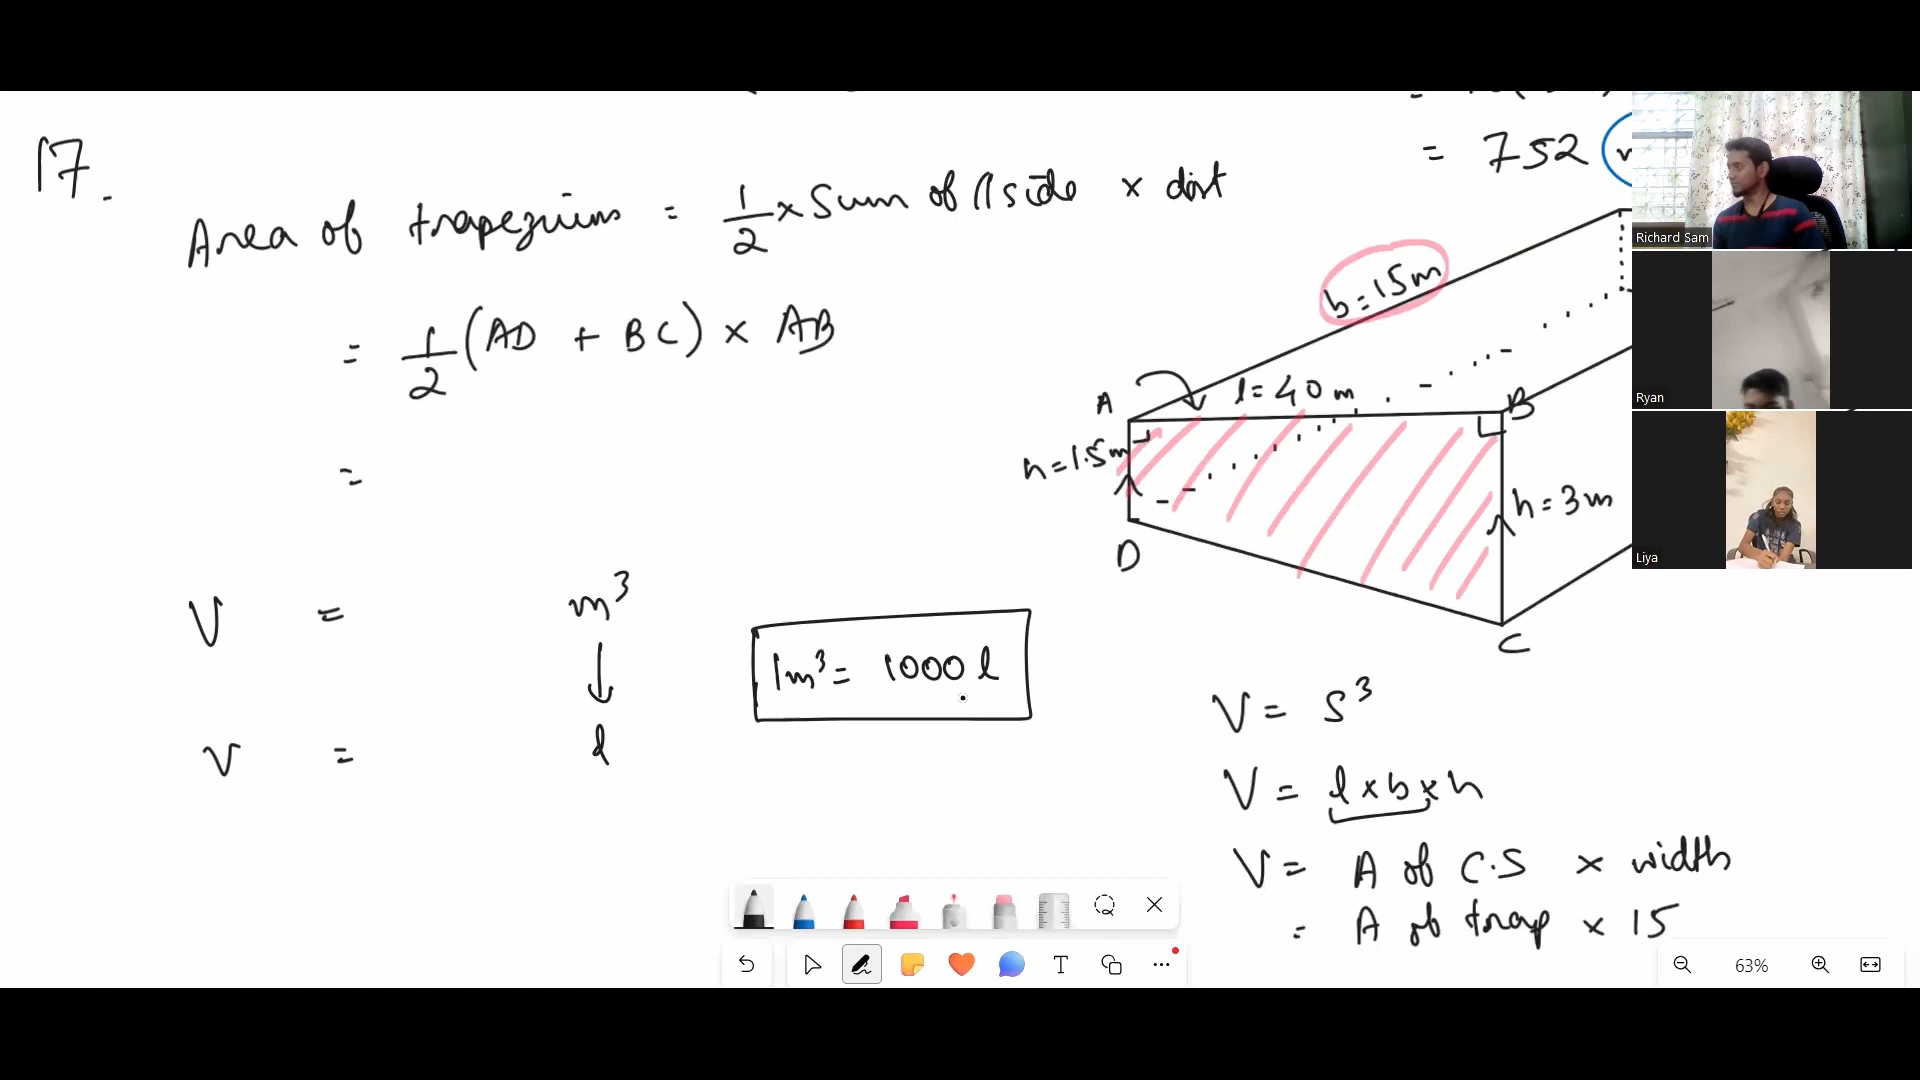 17.
Area of trapezium = 1/2 × Sum of || side × dist
= 1/2 (AD + BC) × AB
=
V = m³
↓
V = l
1m³ = 1000 l
= 752
b = 15m
A
l = 40 m
B
h = 1.5m
h = 3m
D
C
V = S³
V = l × b × h
V = A of C.S × width
= A of trap × 15
Richard Sam
Ryan
Liya
T
63%